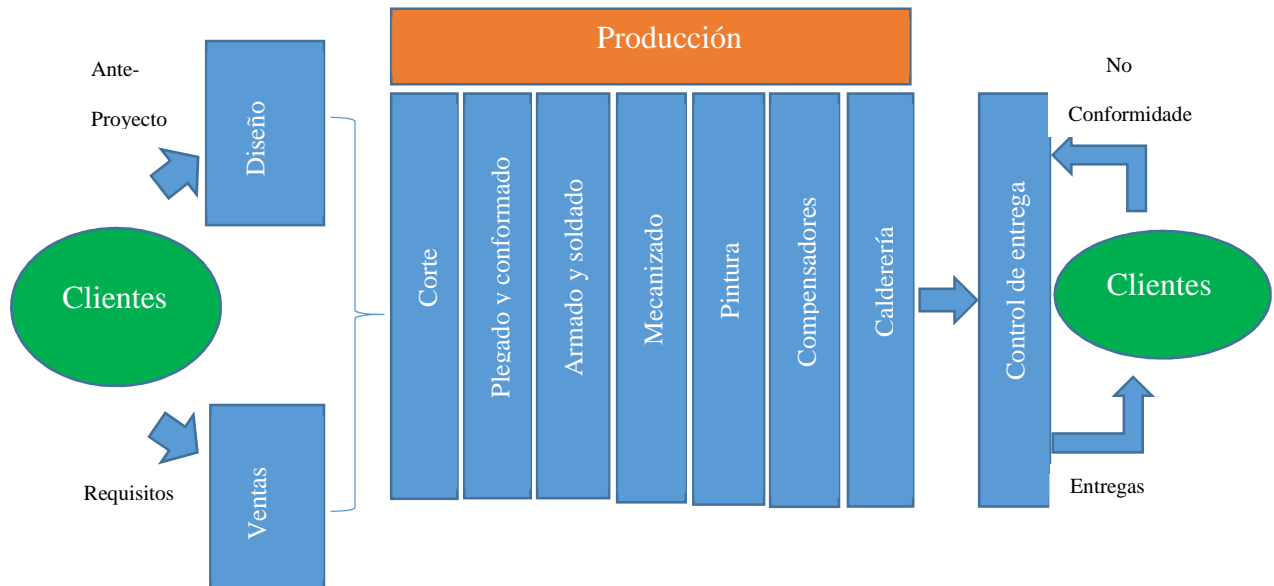 Producción
Ante-
Proyecto
Diseño
Clientes
Requisitos
Ventas
Corte
Plegado y conformado
Armado y soldado
Mecanizado
Pintura
Compensadores
Calderería
Control de entrega
No
Conformidade
Clientes
Entregas